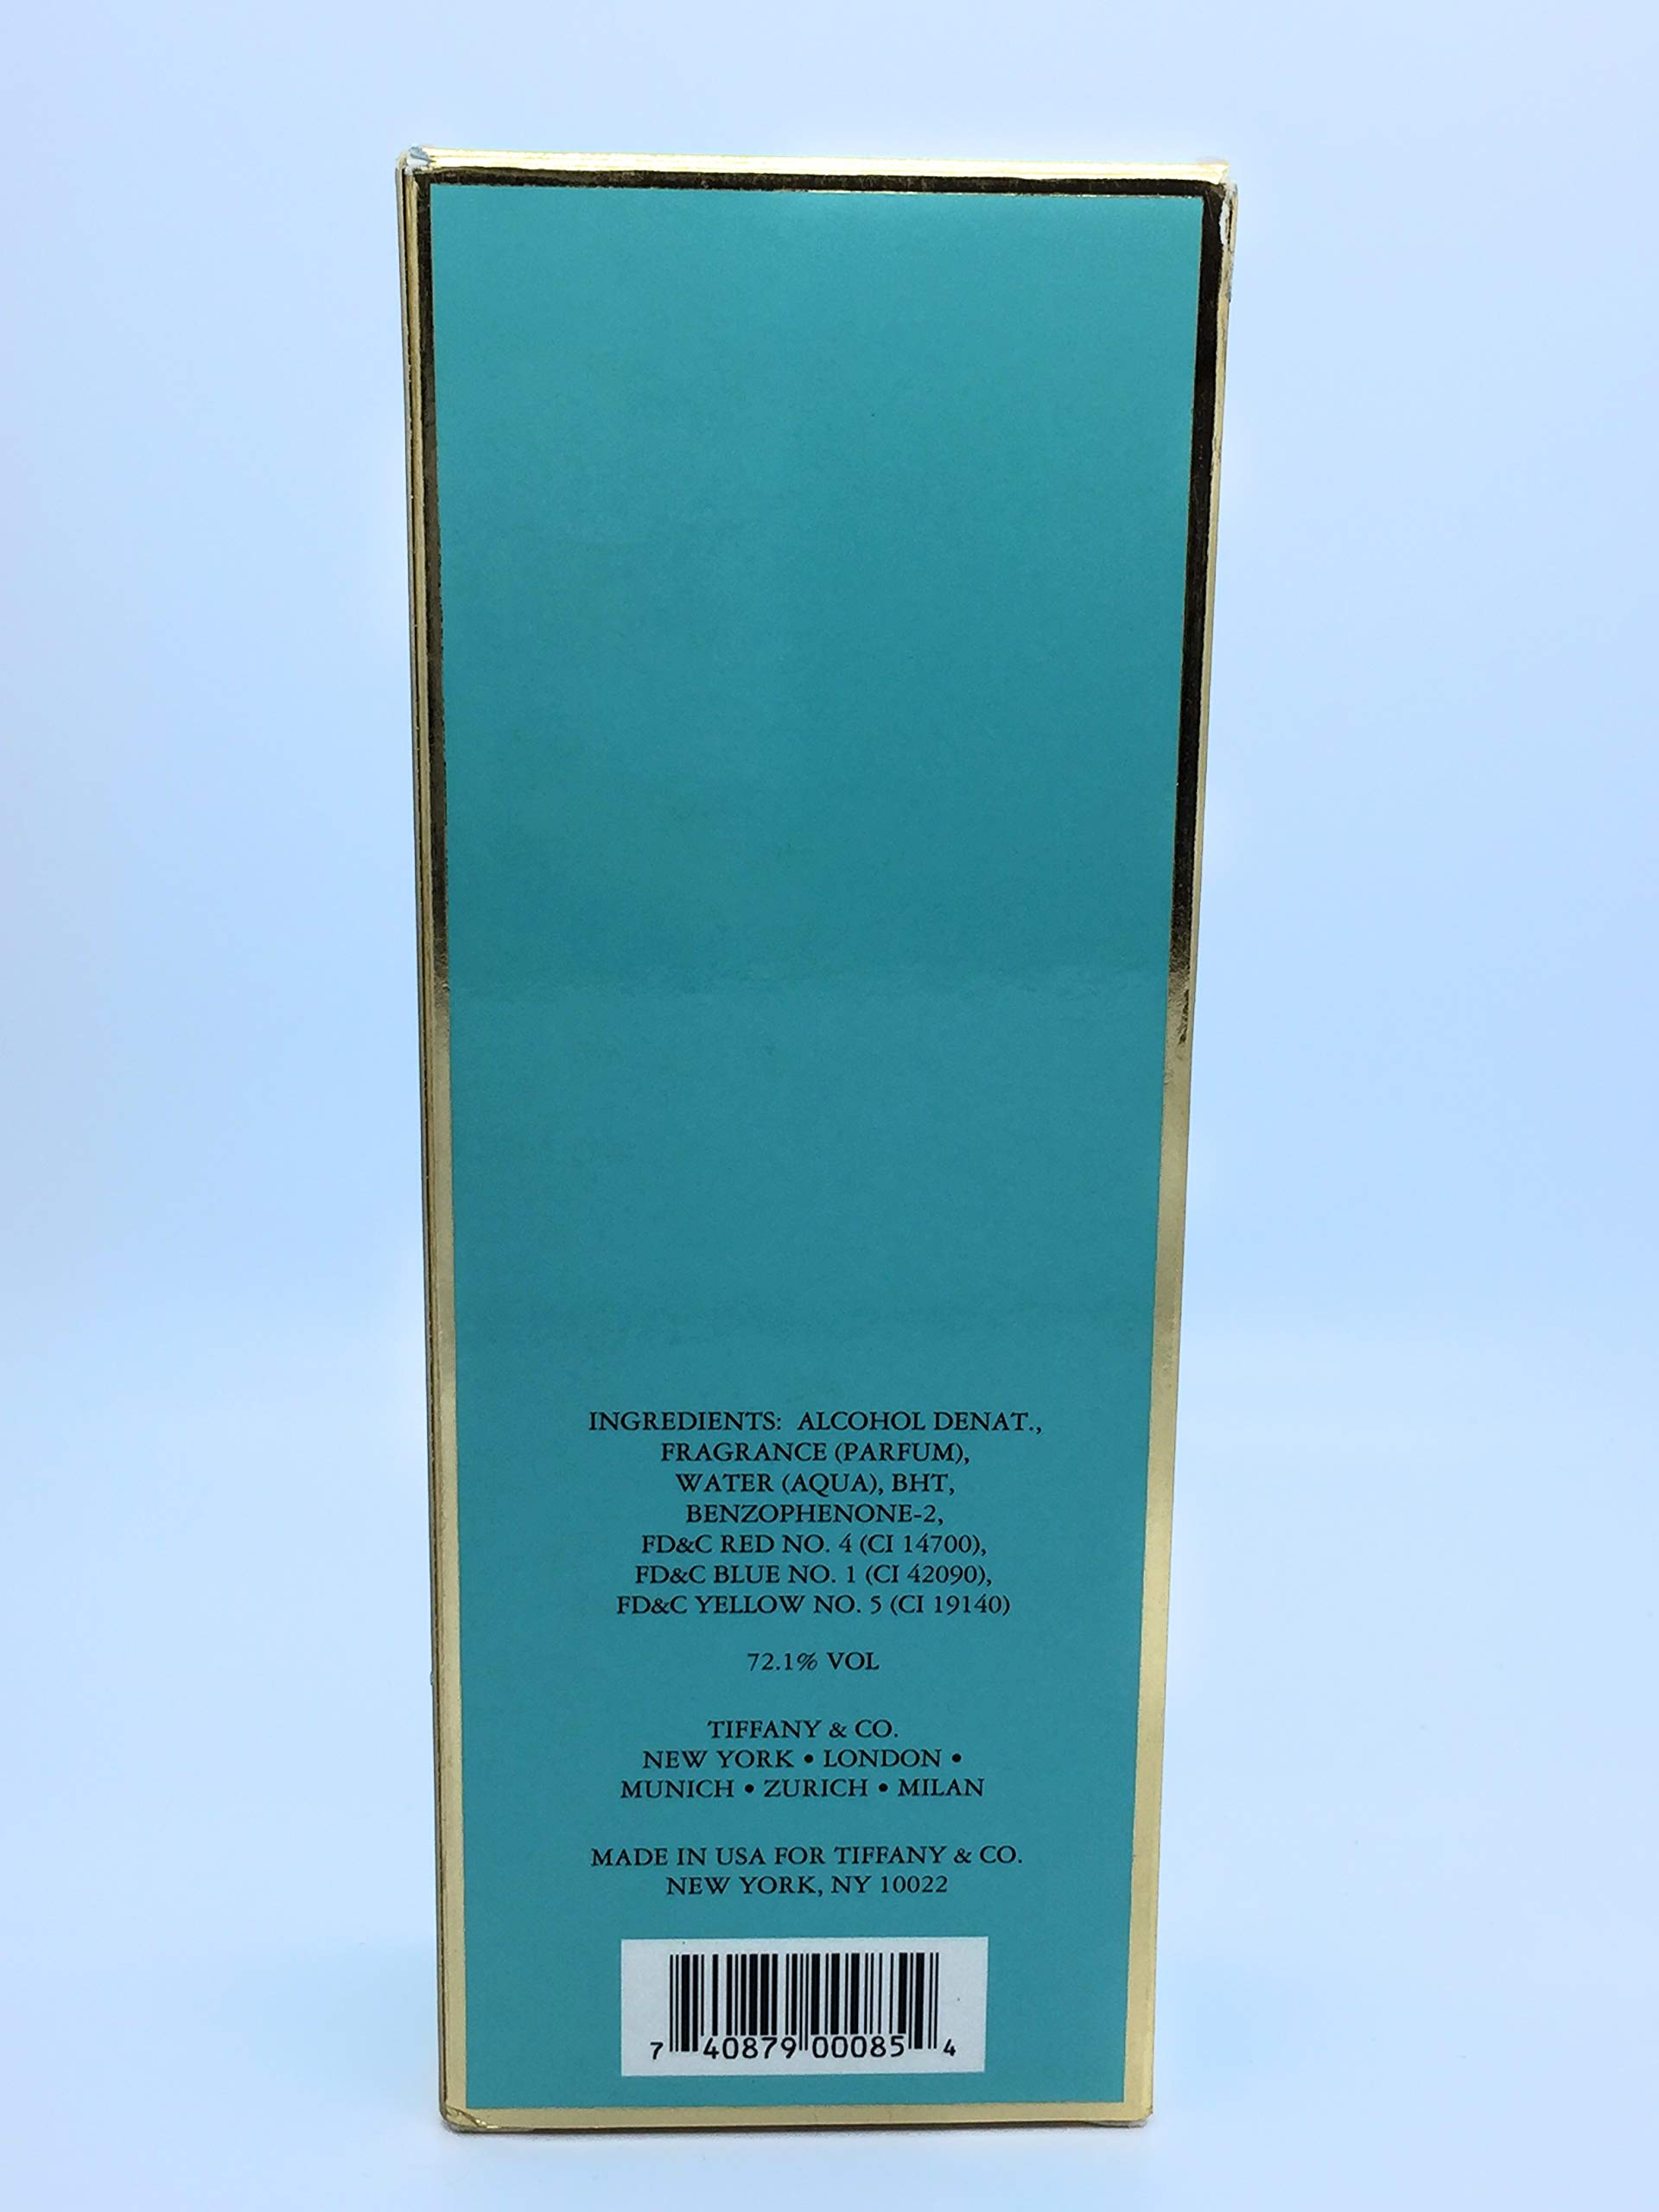 INGREDIENTS: ALCOHOL DENAT.,
FRAGRANCE (PARFUM),
WATER (AQUA), BHT,
BENZOPHENONE-2,
FD&C RED NO. 4 (CI 14700),
FD&C BLUE NO. 1 (CI 42090),
FD&C YELLOW NO. 5 (CI 19140)
72.1% VOL
TIFFANY & CO.
NEW YORK • LONDON •
MUNICH • ZURICH • MILAN
MADE IN USA FOR TIFFANY & CO.
NEW YORK, NY 10022
7 40879 00085 4